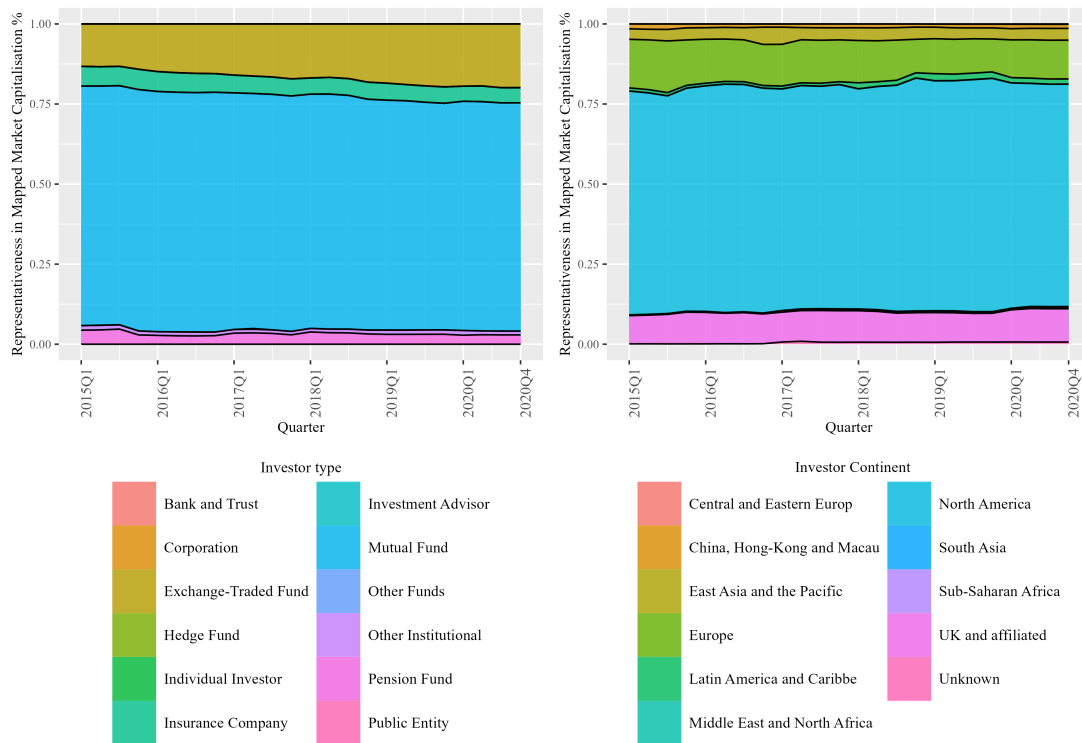 Representativeness in Mapped Market Capitalisation %
1.00
0.75
0.50
0.25
0.00
2015Q1
2016Q1
2017Q1
2018Q1
2019Q1
2020Q1
2020Q4
Quarter
Investor type
Bank and Trust
Corporation
Exchange-Traded Fund
Hedge Fund
Individual Investor
Insurance Company
Investment Advisor
Mutual Fund
Other Funds
Other Institutional
Pension Fund
Public Entity
Representativeness in Mapped Market Capitalisation %
1.00
0.75
0.50
0.25
0.00
2015Q1
2016Q1
2017Q1
2018Q1
2019Q1
2020Q1
2020Q4
Quarter
Investor Continent
Central and Eastern Europ
China, Hong-Kong and Macau
East Asia and the Pacific
Europe
Latin America and Caribbe
Middle East and North Africa
North America
South Asia
Sub-Saharan Africa
UK and affiliated
Unknown